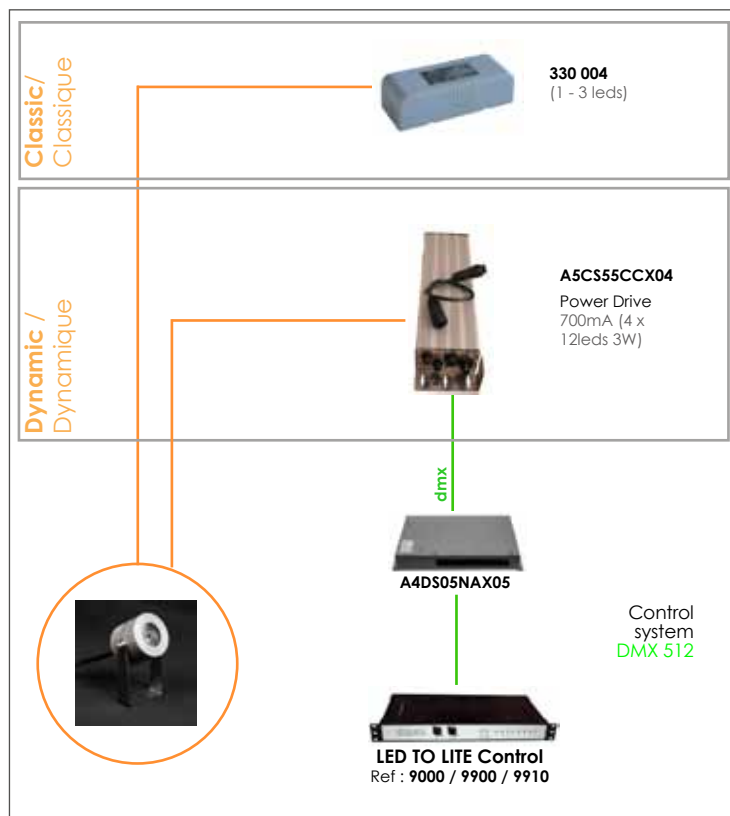 Classic/
Classique
330 004
(1 - 3 leds)
Dynamic /
Dynamique
A5CS55CCX04
Power Drive
700mA (4 x
12leds 3W)
dmx
A4DS05NAX05
Control
system
DMX 512
LED TO LITE Control
Ref : 9000 / 9900 / 9910